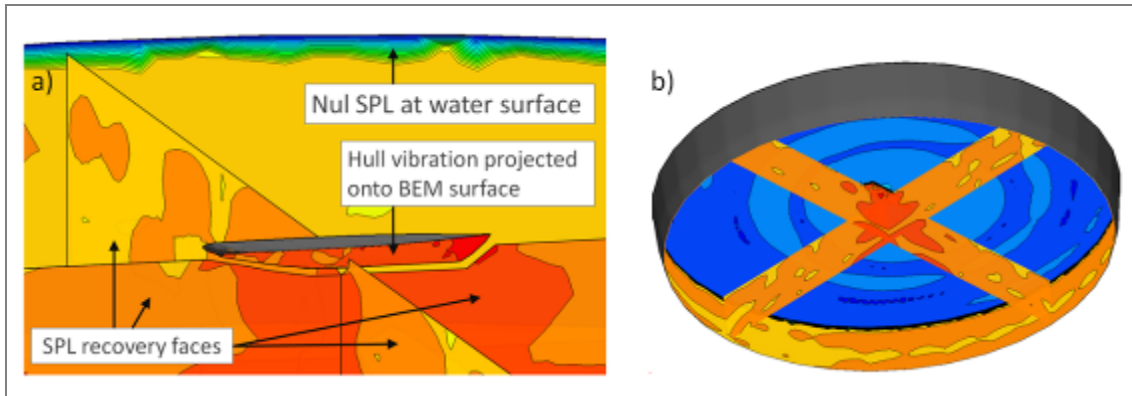 a)
Nul SPL at water surface
Hull vibration projected
onto BEM surface
SPL recovery faces
b)